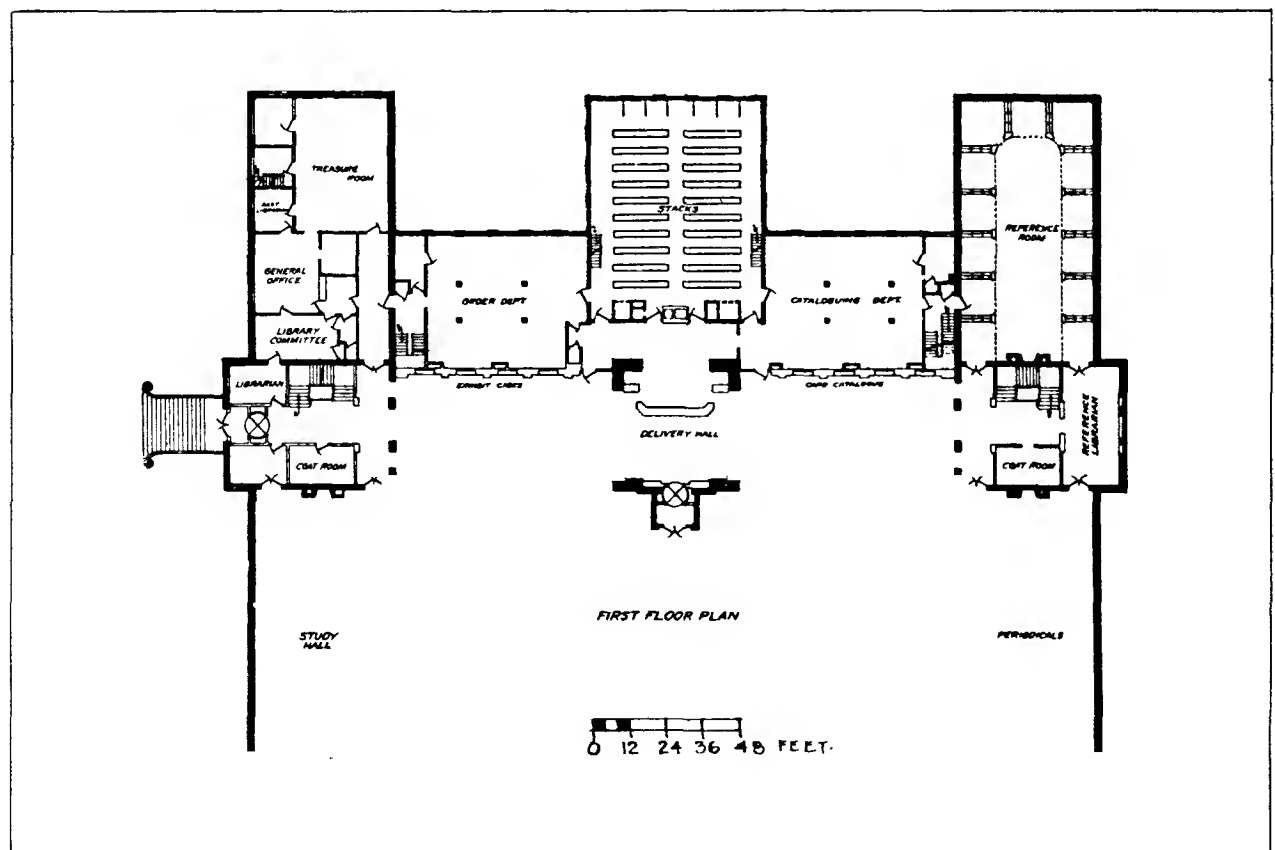 TREASURE
ROOM
ASST
STACKS
REFERENCE
ROOM
GENERAL
OFFICE
ORDER DEPT.
CATALOGUING DEPT.
LIBRARY
COMMITTEE
LIBRARIAN
EXHIBIT CASES
CARD CATALOGUE
DELIVERY HALL
REFERENCE
LIBRARIAN
COAT ROOM
COAT ROOM
FIRST FLOOR PLAN
STUDY
HALL
PERIODICALS
0 12 24 36 48 FEET.